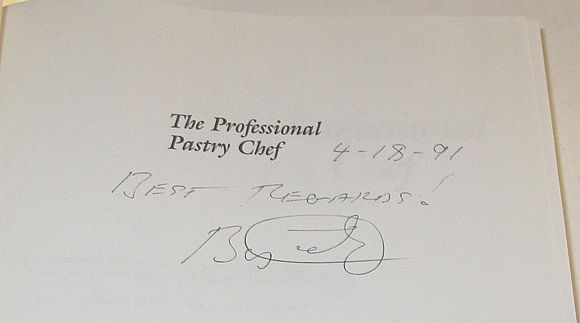 The Professional
Pastry Chef
4-18-91
BEST REGARDS!